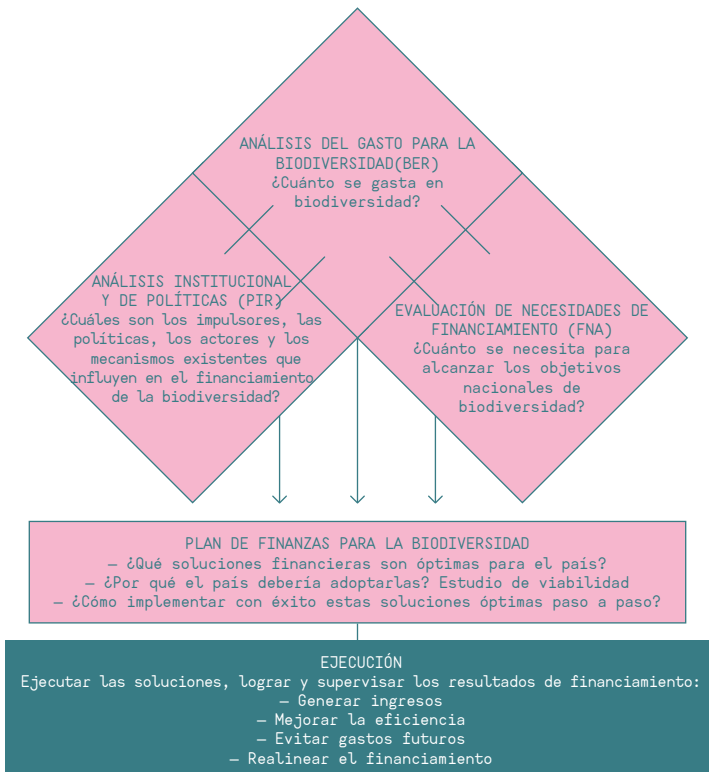 ANÁLISIS DEL GASTO PARA LA
BIODIVERSIDAD(BER)
¿Cuánto se gasta en
biodiversidad?
ANÁLISIS INSTITUCIONAL
Y DE POLÍTICAS (PIR)
¿Cuáles son los impulsores, las
políticas, los actores y los
mecanismos existentes que
influyen en el financiamiento
de la biodiversidad?
EVALUACIÓN DE NECESIDADES DE
FINANCIAMIENTO (FNA)
¿Cuánto se necesita para
alcanzar los objetivos
nacionales de
biodiversidad?
PLAN DE FINANZAS PARA LA BIODIVERSIDAD
– ¿Qué soluciones financieras son óptimas para el país?
– ¿Por qué el país debería adoptarlas? Estudio de viabilidad
– ¿Cómo implementar con éxito estas soluciones óptimas paso a paso?
EJECUCIÓN
Ejecutar las soluciones, lograr y supervisar los resultados de financiamiento:
– Generar ingresos
– Mejorar la eficiencia
– Evitar gastos futuros
– Realinear el financiamiento